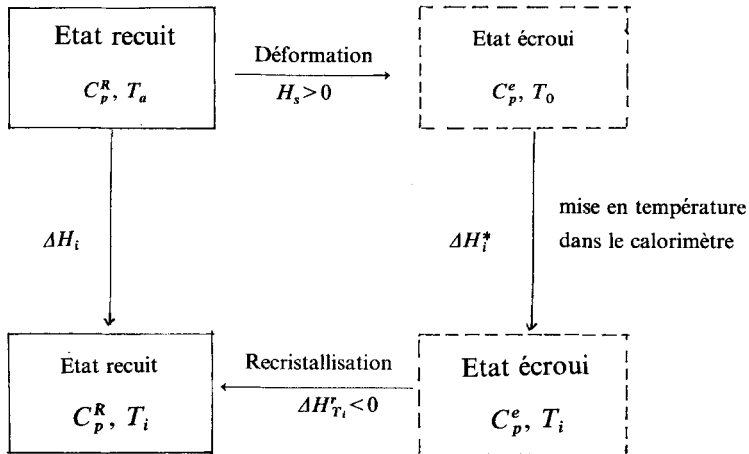 Etat recuit
C_p^R, T_a
Déformation
H_s>0
Etat écroui
C_p^e, T_0
ΔH_i
ΔH_i^*
mise en température
dans le calorimètre
Etat recuit
C_p^R, T_i
Recristallisation
ΔH_{T_i}^r<0
Etat écroui
C_p^e, T_i